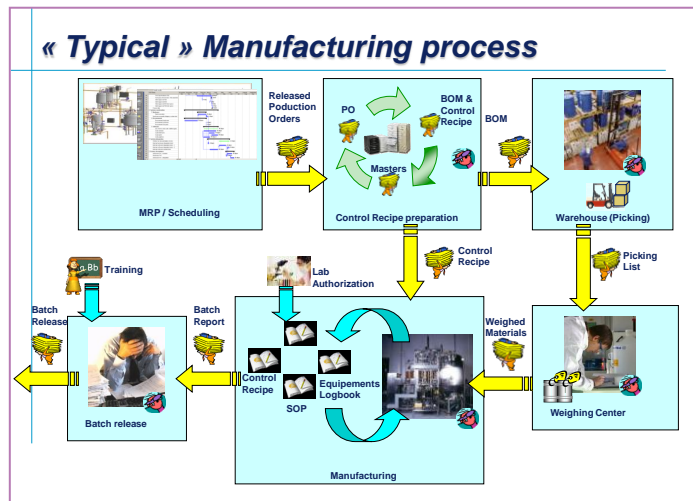 « Typical » Manufacturing process
Released
Poduction
Orders
PO
BOM &
Control
Recipe
BOM
Masters
MRP / Scheduling
Control Recipe preparation
Warehouse (Picking)
Bb
Training
Lab
Authorization
Control
Recipe
Picking
List
Batch
Release
Batch
Report
Weighed
Materials
Control
Recipe
Equipements
Logbook
SOP
Batch release
Weighing Center
Manufacturing